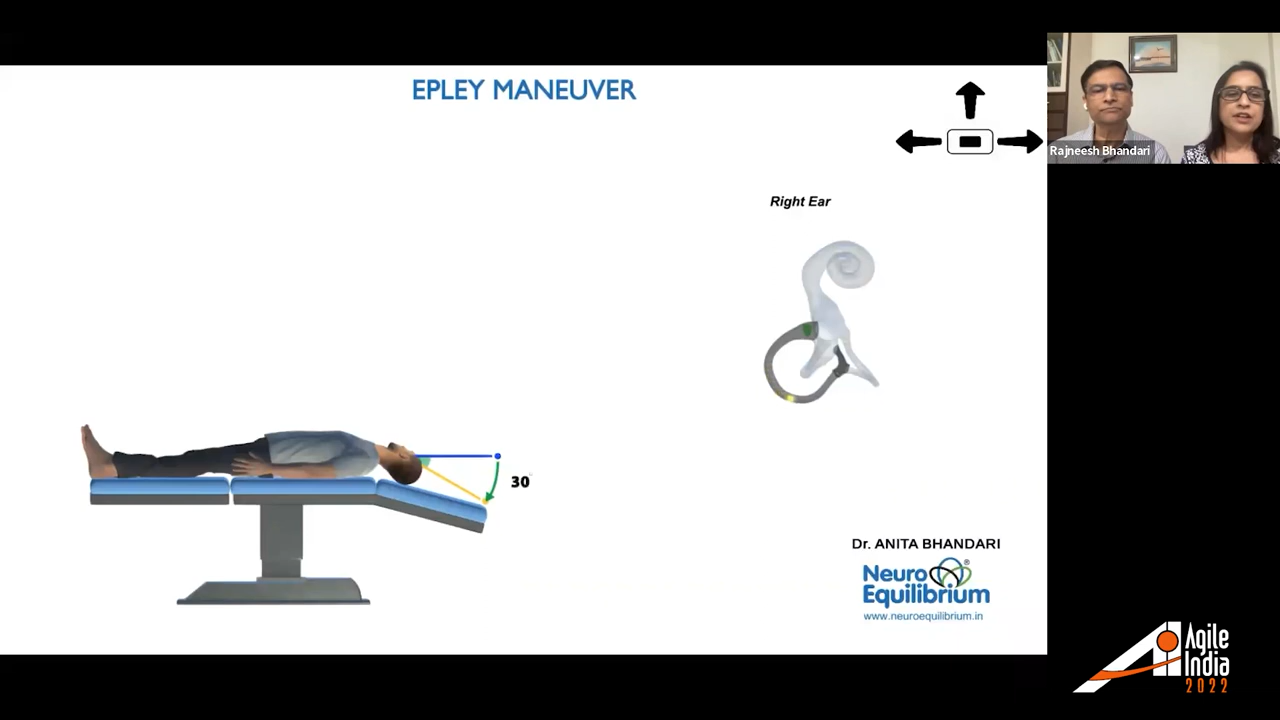 EPLEY MANEUVER
Rajneesh Bhandari
Right Ear
30°
Dr. ANITA BHANDARI
Neuro
Equilibrium
®
www.neuroequilibrium.in
Agile
India
2022